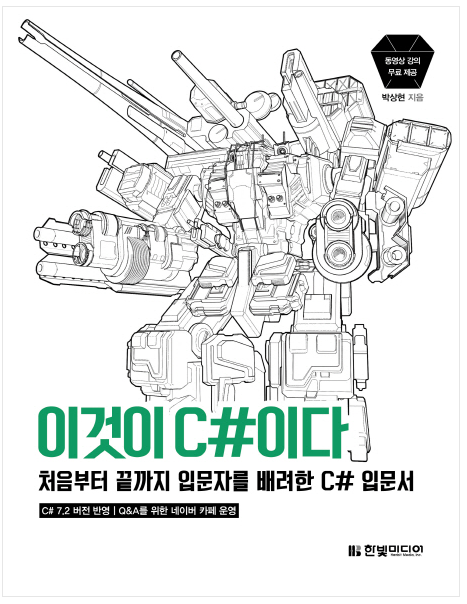 동영상 강의
무료 제공
박상현 지음
이것이 C#이다
처음부터 끝까지 입문자를 배려한 C# 입문서
C# 7.2 버전 반영 | Q&A를 위한 네이버 카페 운영
한빛미디어
Hanbit Media, Inc.